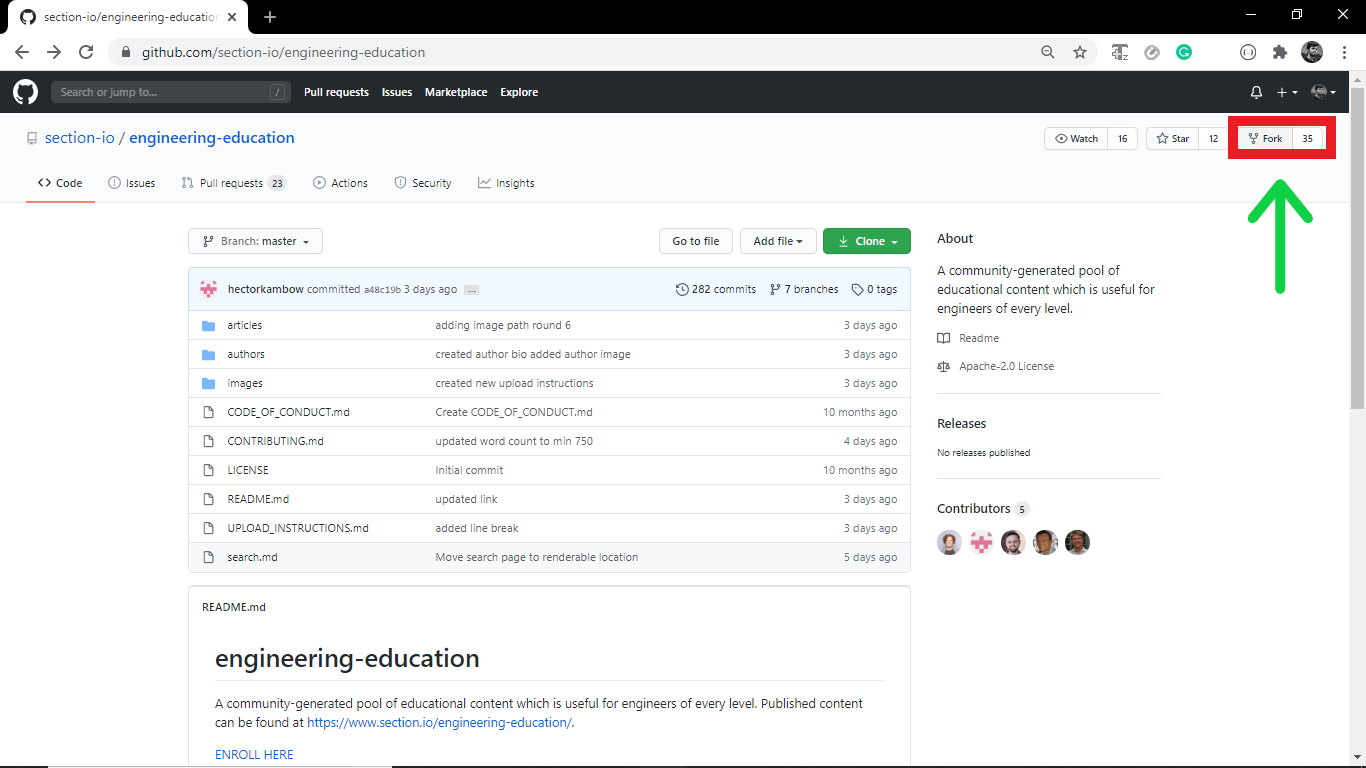 section-io/engineering-education
github.com/section-io/engineering-education
Search or jump to... /
Pull requests Issues Marketplace Explore
section-io / engineering-education
Watch 16 Star 12 Fork 35
Code Issues Pull requests 23 Actions Security Insights
Branch: master Go to file Add file Clone
hectorkambow committed a48c19b 3 days ago ... 282 commits 7 branches 0 tags
articles adding image path round 6 3 days ago
authors created author bio added author image 3 days ago
images created new upload instructions 3 days ago
CODE_OF_CONDUCT.md Create CODE_OF_CONDUCT.md 10 months ago
CONTRIBUTING.md updated word count to min 750 4 days ago
LICENSE Initial commit 10 months ago
README.md updated link 3 days ago
UPLOAD_INSTRUCTIONS.md added line break 3 days ago
search.md Move search page to renderable location 5 days ago
README.md
engineering-education
A community-generated pool of educational content which is useful for engineers of every level. Published content
can be found at https://www.section.io/engineering-education/.
ENROLL HERE
About
A community-generated pool of
educational content which is useful for
engineers of every level.
Readme
Apache-2.0 License
Releases
No releases published
Contributors 5